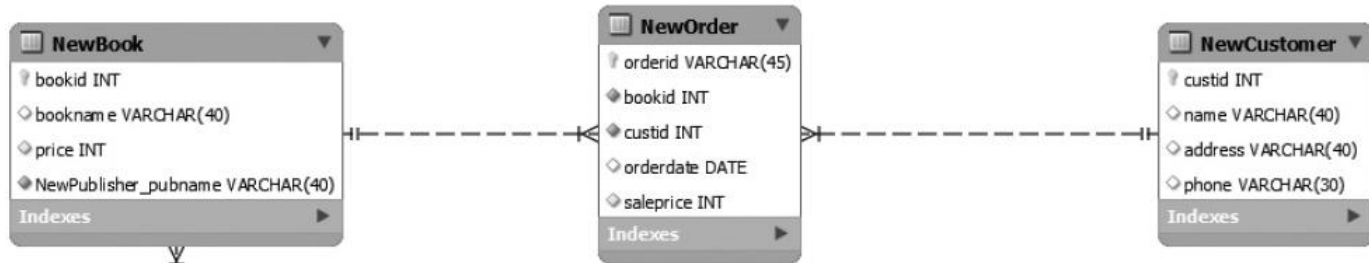 NewBook
bookid INT
bookname VARCHAR(40)
price INT
NewPublisher_pubname VARCHAR(40)
Indexes
NewOrder
orderid VARCHAR(45)
bookid INT
custid INT
orderdate DATE
saleprice INT
Indexes
NewCustomer
custid INT
name VARCHAR(40)
address VARCHAR(40)
phone VARCHAR(30)
Indexes